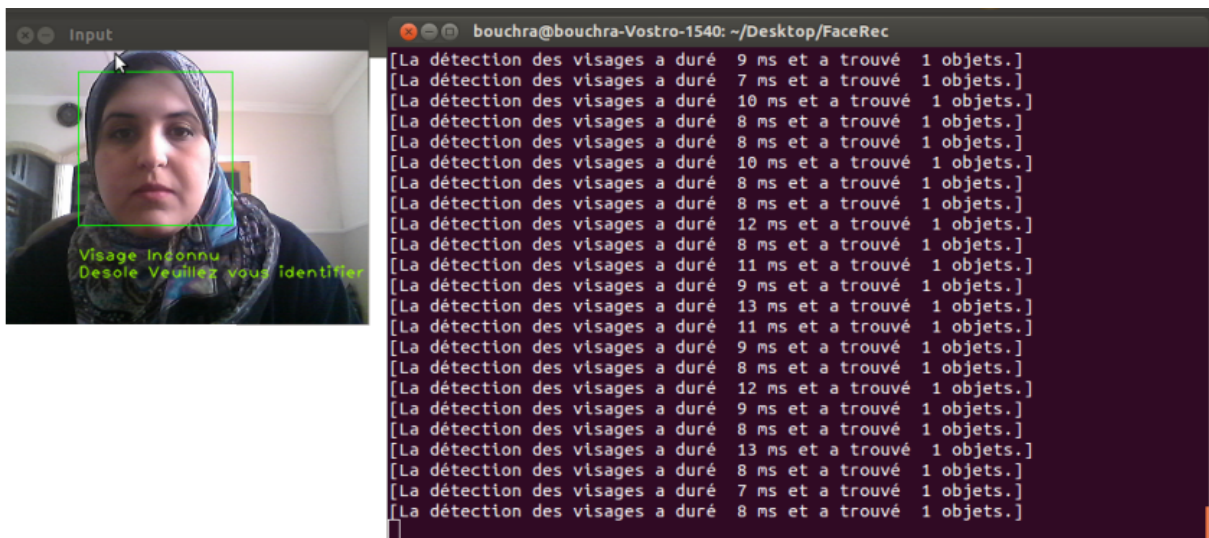 Input
Visage Inconnu
Desole Veuillez vous identifier
bouchra@bouchra-Vostro-1540: ~/Desktop/FaceRec
[La détection des visages a duré  9 ms et a trouvé  1 objets.]
[La détection des visages a duré  7 ms et a trouvé  1 objets.]
[La détection des visages a duré  10 ms et a trouvé  1 objets.]
[La détection des visages a duré  8 ms et a trouvé  1 objets.]
[La détection des visages a duré  8 ms et a trouvé  1 objets.]
[La détection des visages a duré  10 ms et a trouvé  1 objets.]
[La détection des visages a duré  8 ms et a trouvé  1 objets.]
[La détection des visages a duré  8 ms et a trouvé  1 objets.]
[La détection des visages a duré  12 ms et a trouvé  1 objets.]
[La détection des visages a duré  8 ms et a trouvé  1 objets.]
[La détection des visages a duré  11 ms et a trouvé  1 objets.]
[La détection des visages a duré  9 ms et a trouvé  1 objets.]
[La détection des visages a duré  13 ms et a trouvé  1 objets.]
[La détection des visages a duré  11 ms et a trouvé  1 objets.]
[La détection des visages a duré  9 ms et a trouvé  1 objets.]
[La détection des visages a duré  8 ms et a trouvé  1 objets.]
[La détection des visages a duré  12 ms et a trouvé  1 objets.]
[La détection des visages a duré  9 ms et a trouvé  1 objets.]
[La détection des visages a duré  8 ms et a trouvé  1 objets.]
[La détection des visages a duré  13 ms et a trouvé  1 objets.]
[La détection des visages a duré  8 ms et a trouvé  1 objets.]
[La détection des visages a duré  7 ms et a trouvé  1 objets.]
[La détection des visages a duré  8 ms et a trouvé  1 objets.]